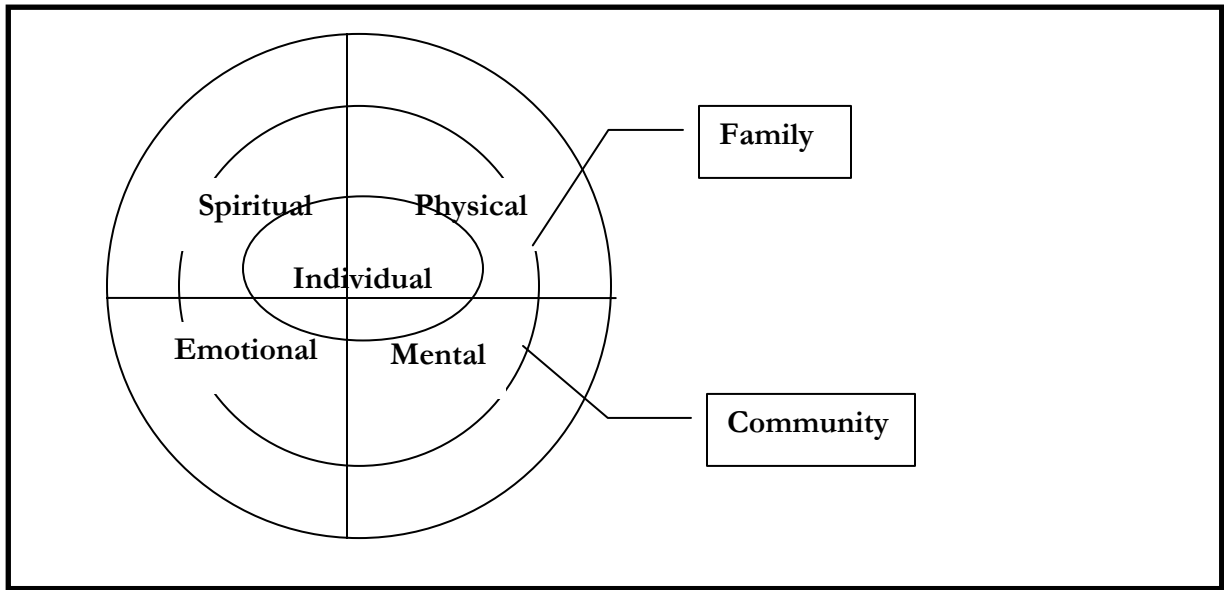 Family
Spiritual Physical
Individual
Emotional Mental
Community